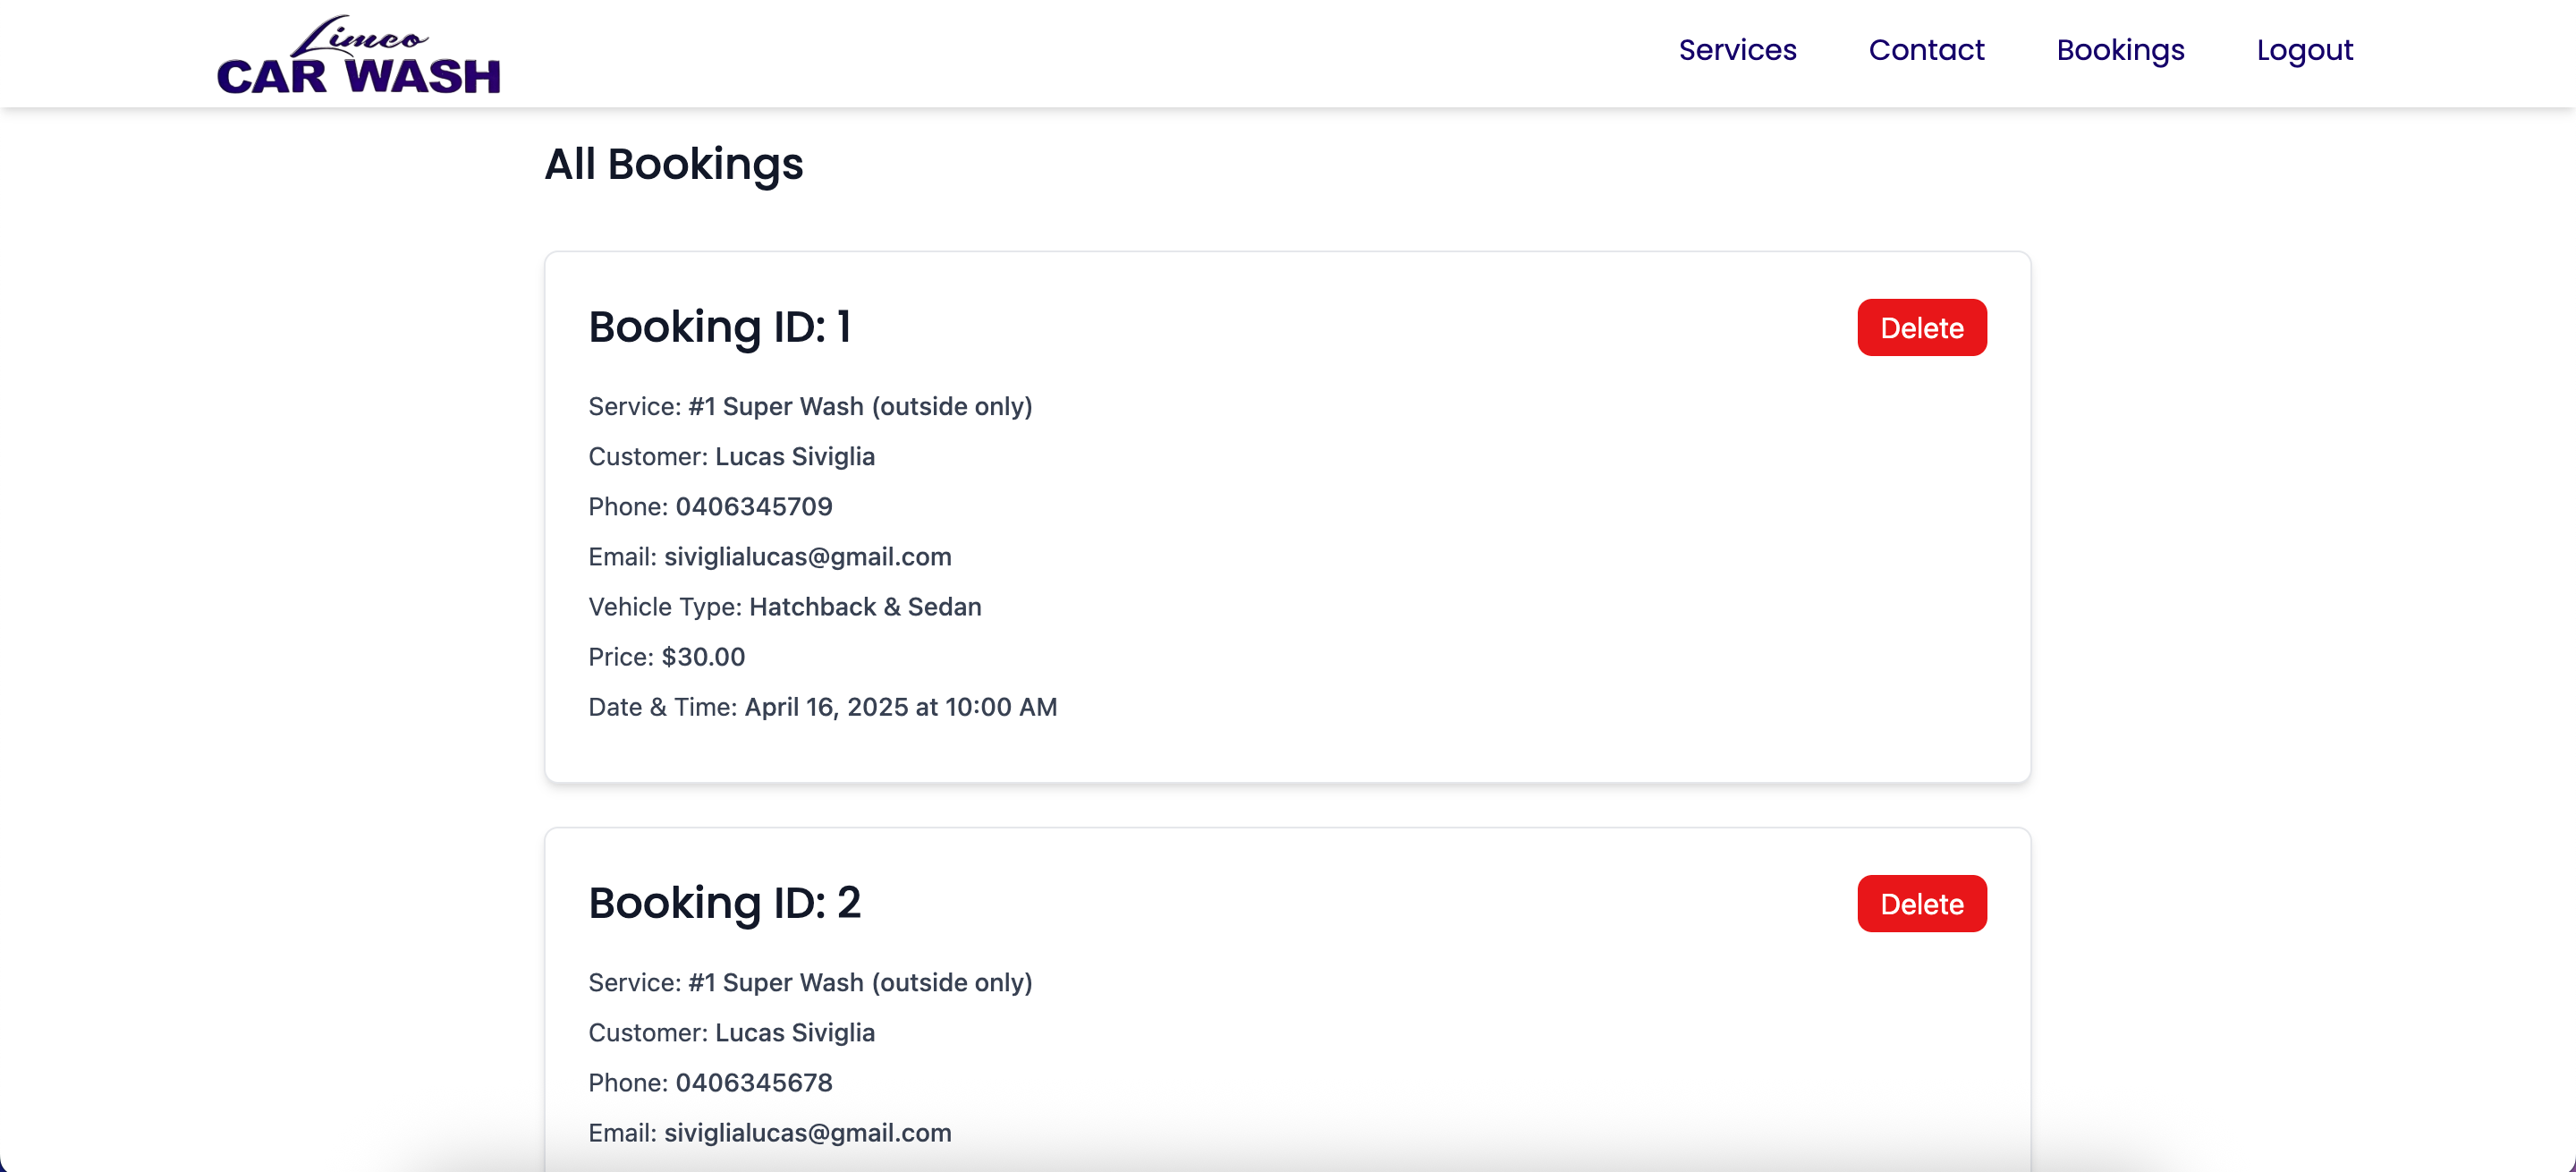 Limco
CAR WASH
Services Contact Bookings Logout
All Bookings
Booking ID: 1
Delete
Service: #1 Super Wash (outside only)
Customer: Lucas Siviglia
Phone: 0406345709
Email: siviglialucas@gmail.com
Vehicle Type: Hatchback & Sedan
Price: $30.00
Date & Time: April 16, 2025 at 10:00 AM
Booking ID: 2
Delete
Service: #1 Super Wash (outside only)
Customer: Lucas Siviglia
Phone: 0406345678
Email: siviglialucas@gmail.com